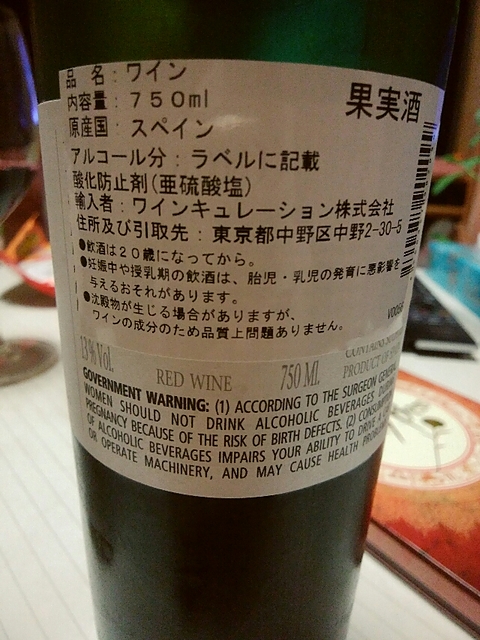 品 名:ワイン
果実酒
内容量:750ml
原産国:スペイン
アルコール分:ラベルに記載
酸化防止剤(亜硫酸塩)
輸入者:ワインキュレーション株式会社
住所及び引取先:東京都中野区中野2-30-5
●飲酒は20歳になってから。
●妊娠中や授乳期の飲酒は、胎児・乳児の発育に悪影響を
与えるおそれがあります。
●沈殿物が生じる場合がありますが、
ワインの成分のため品質上問題ありません。
13% Vol.
RED WINE
750 ML
PRODUCT OF
GOVERNMENT WARNING: (1) ACCORDING TO THE SURGEON GENERAL
WOMEN SHOULD NOT DRINK ALCOHOLIC BEVERAGES
PREGNANCY BECAUSE OF THE RISK OF BIRTH DEFECTS. (2)
OF ALCOHOLIC BEVERAGES IMPAIRS YOUR ABILITY TO DRIVE
OR OPERATE MACHINERY, AND MAY CAUSE HEALTH